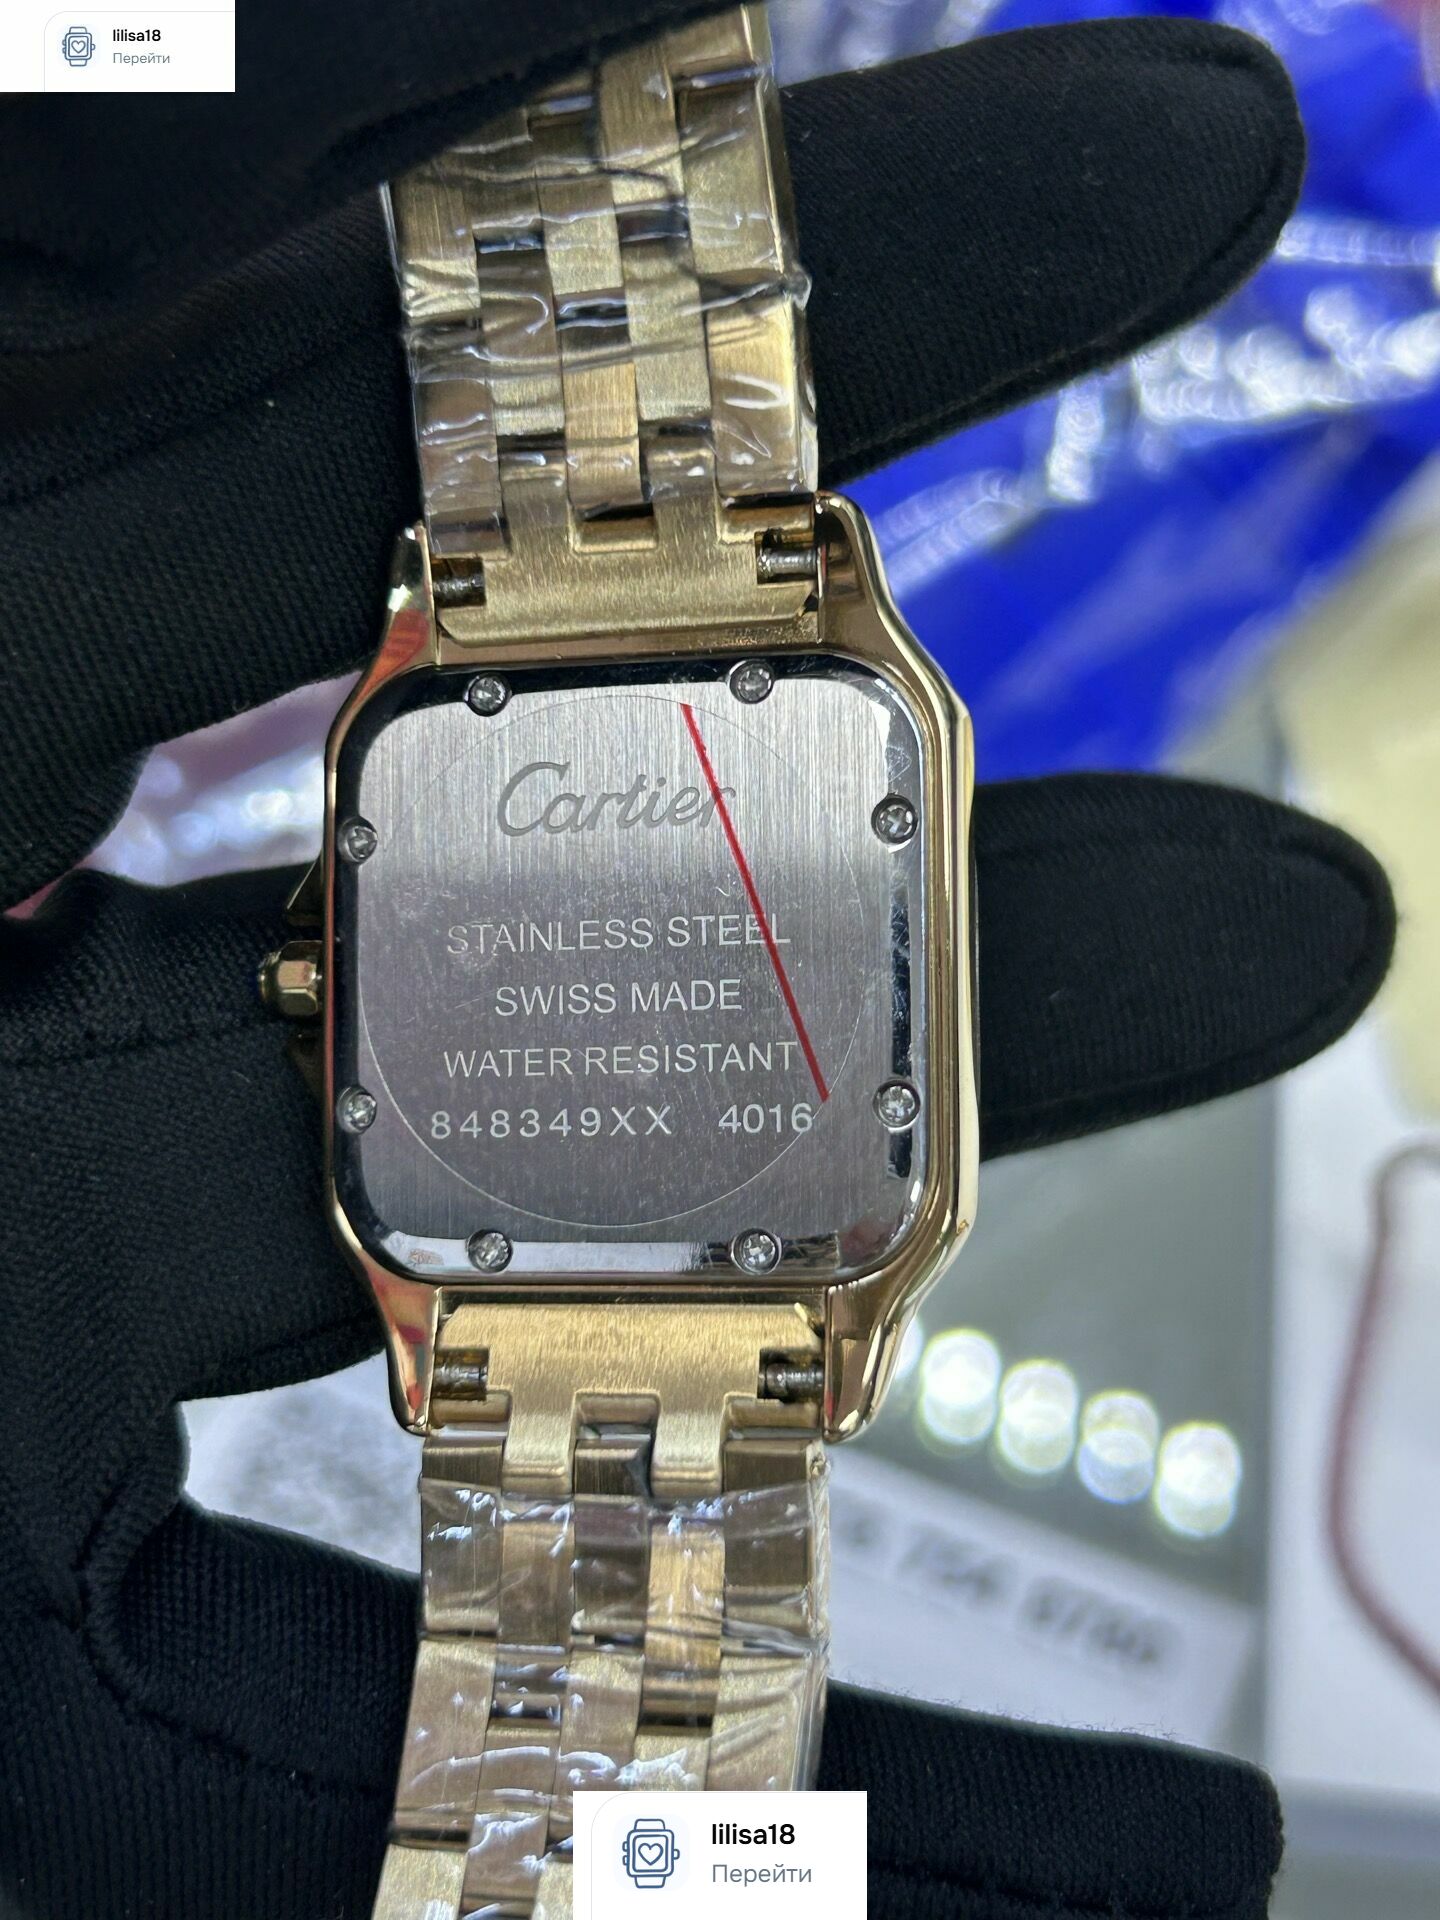 lilisa18
Перейти
Cartier
STAINLESS STEEL
SWISS MADE
WATER RESISTANT
848349XX 4016
lilisa18
Перейти